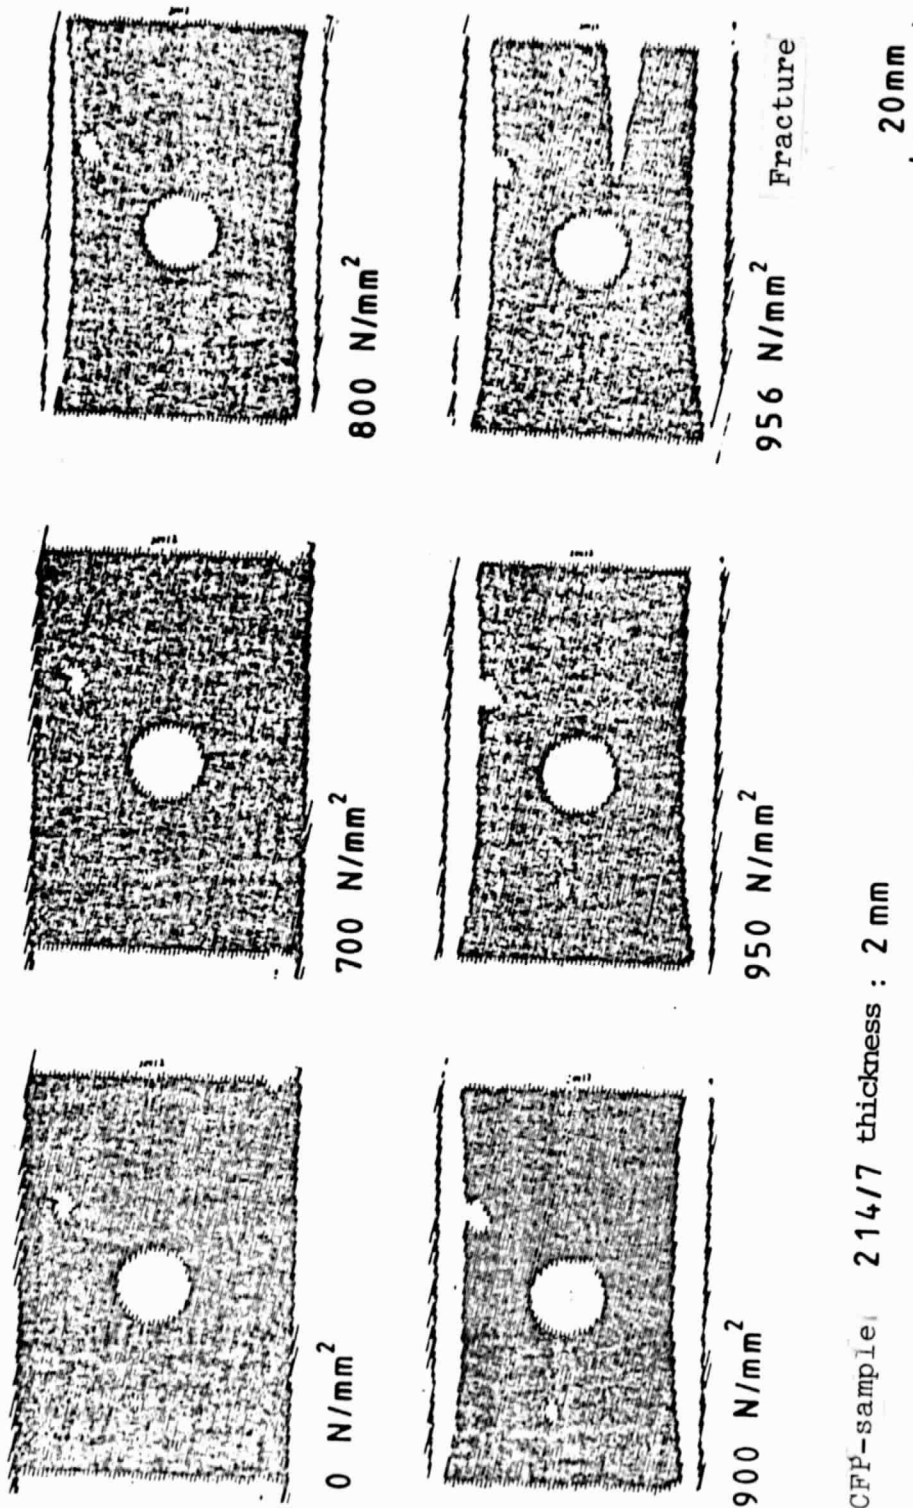 0 N/mm²
700 N/mm²
800 N/mm²
900 N/mm²
950 N/mm²
956 N/mm²
Fracture
CFP-sample 214/7 thickness : 2 mm
20mm